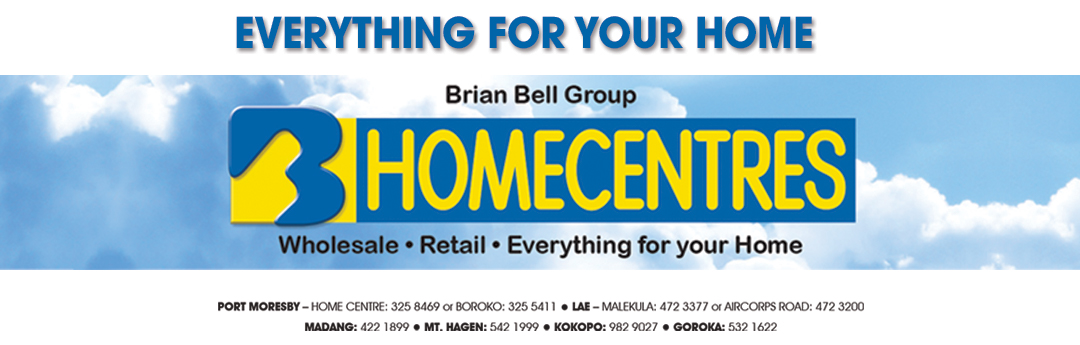 EVERYTHING FOR YOUR HOME
Brian Bell Group
B HOMECENTRES
Wholesale • Retail • Everything for your Home
PORT MORESBY – HOME CENTRE: 325 8469 or BOROKO: 325 5411 ● LAE – MALEKULA: 472 3377 or AIRCORPS ROAD: 472 3200
MADANG: 422 1899 ● MT. HAGEN: 542 1999 ● KOKOPO: 982 9027 ● GOROKA: 532 1622